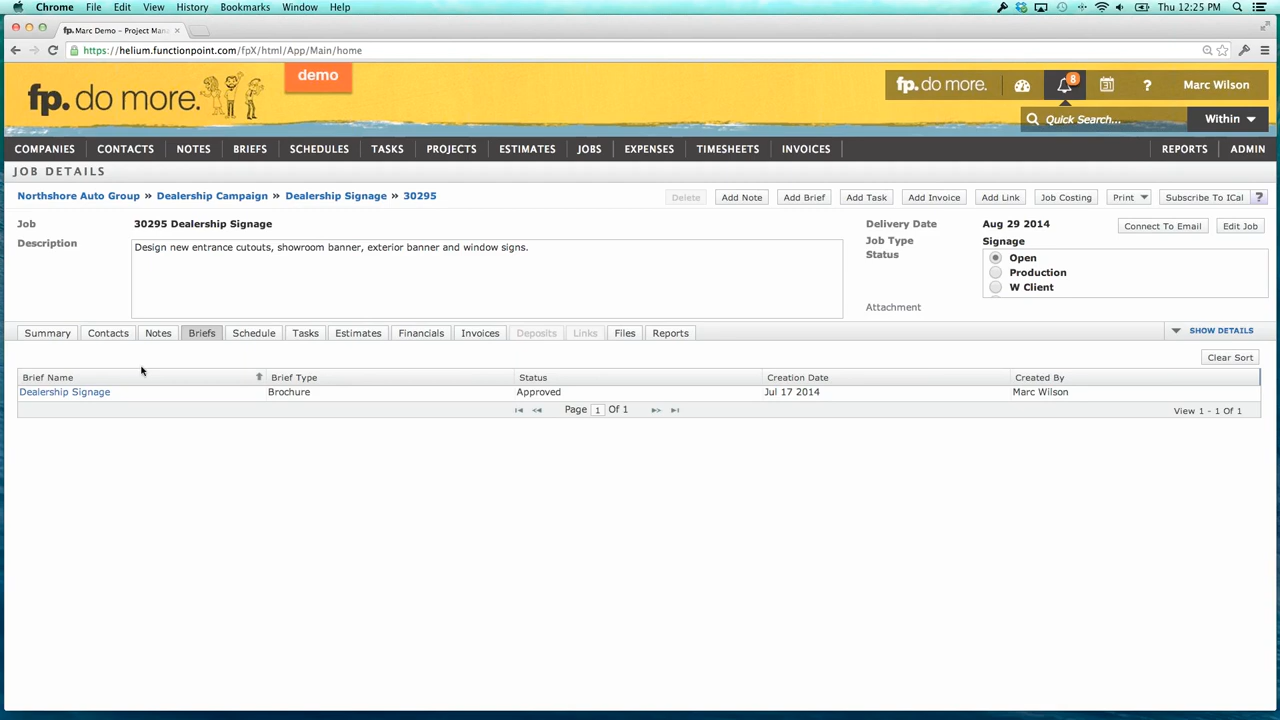 Chrome File Edit View History Bookmarks Window Help Thu 12:25 PM
fp. Marc Demo – Project Man
https://helium.functionpoint.com/fpX/html/App/Main/home
fp. do more.
demo
fp. do more. 8 31 ? Marc Wilson
Quick Search... Within
COMPANIES CONTACTS NOTES BRIEFS SCHEDULES TASKS PROJECTS ESTIMATES JOBS EXPENSES TIMESHEETS INVOICES REPORTS ADMIN
JOB DETAILS
Northshore Auto Group » Dealership Campaign » Dealership Signage » 30295 Delete Add Note Add Brief Add Task Add Invoice Add Link Job Costing Print Subscribe To ICal ?
Job 30295 Dealership Signage Delivery Date Aug 29 2014 Connect To Email Edit Job
Description Design new entrance cutouts, showroom banner, exterior banner and window signs.
Job Type Signage
Status Open
Production
W Client
Attachment
Summary Contacts Notes Briefs Schedule Tasks Estimates Financials Invoices Deposits Links Files Reports SHOW DETAILS
Clear Sort
Brief Name Brief Type Status Creation Date Created By
Dealership Signage Brochure Approved Jul 17 2014 Marc Wilson
Page 1 Of 1 View 1 - 1 Of 1